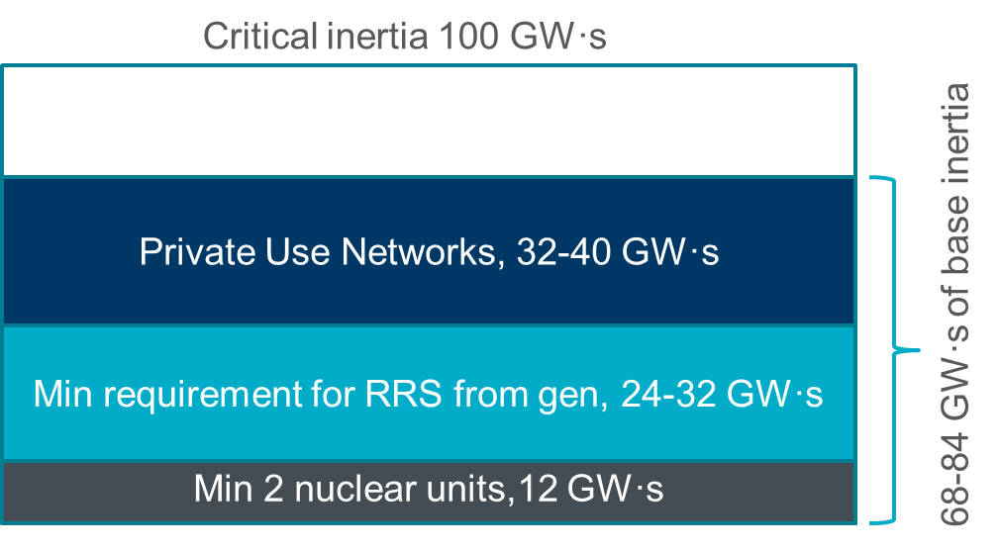 Critical inertia 100 GW·s
Private Use Networks, 32-40 GW·s
Min requirement for RRS from gen, 24-32 GW·s
Min 2 nuclear units,12 GW·s
68-84 GW·s of base inertia